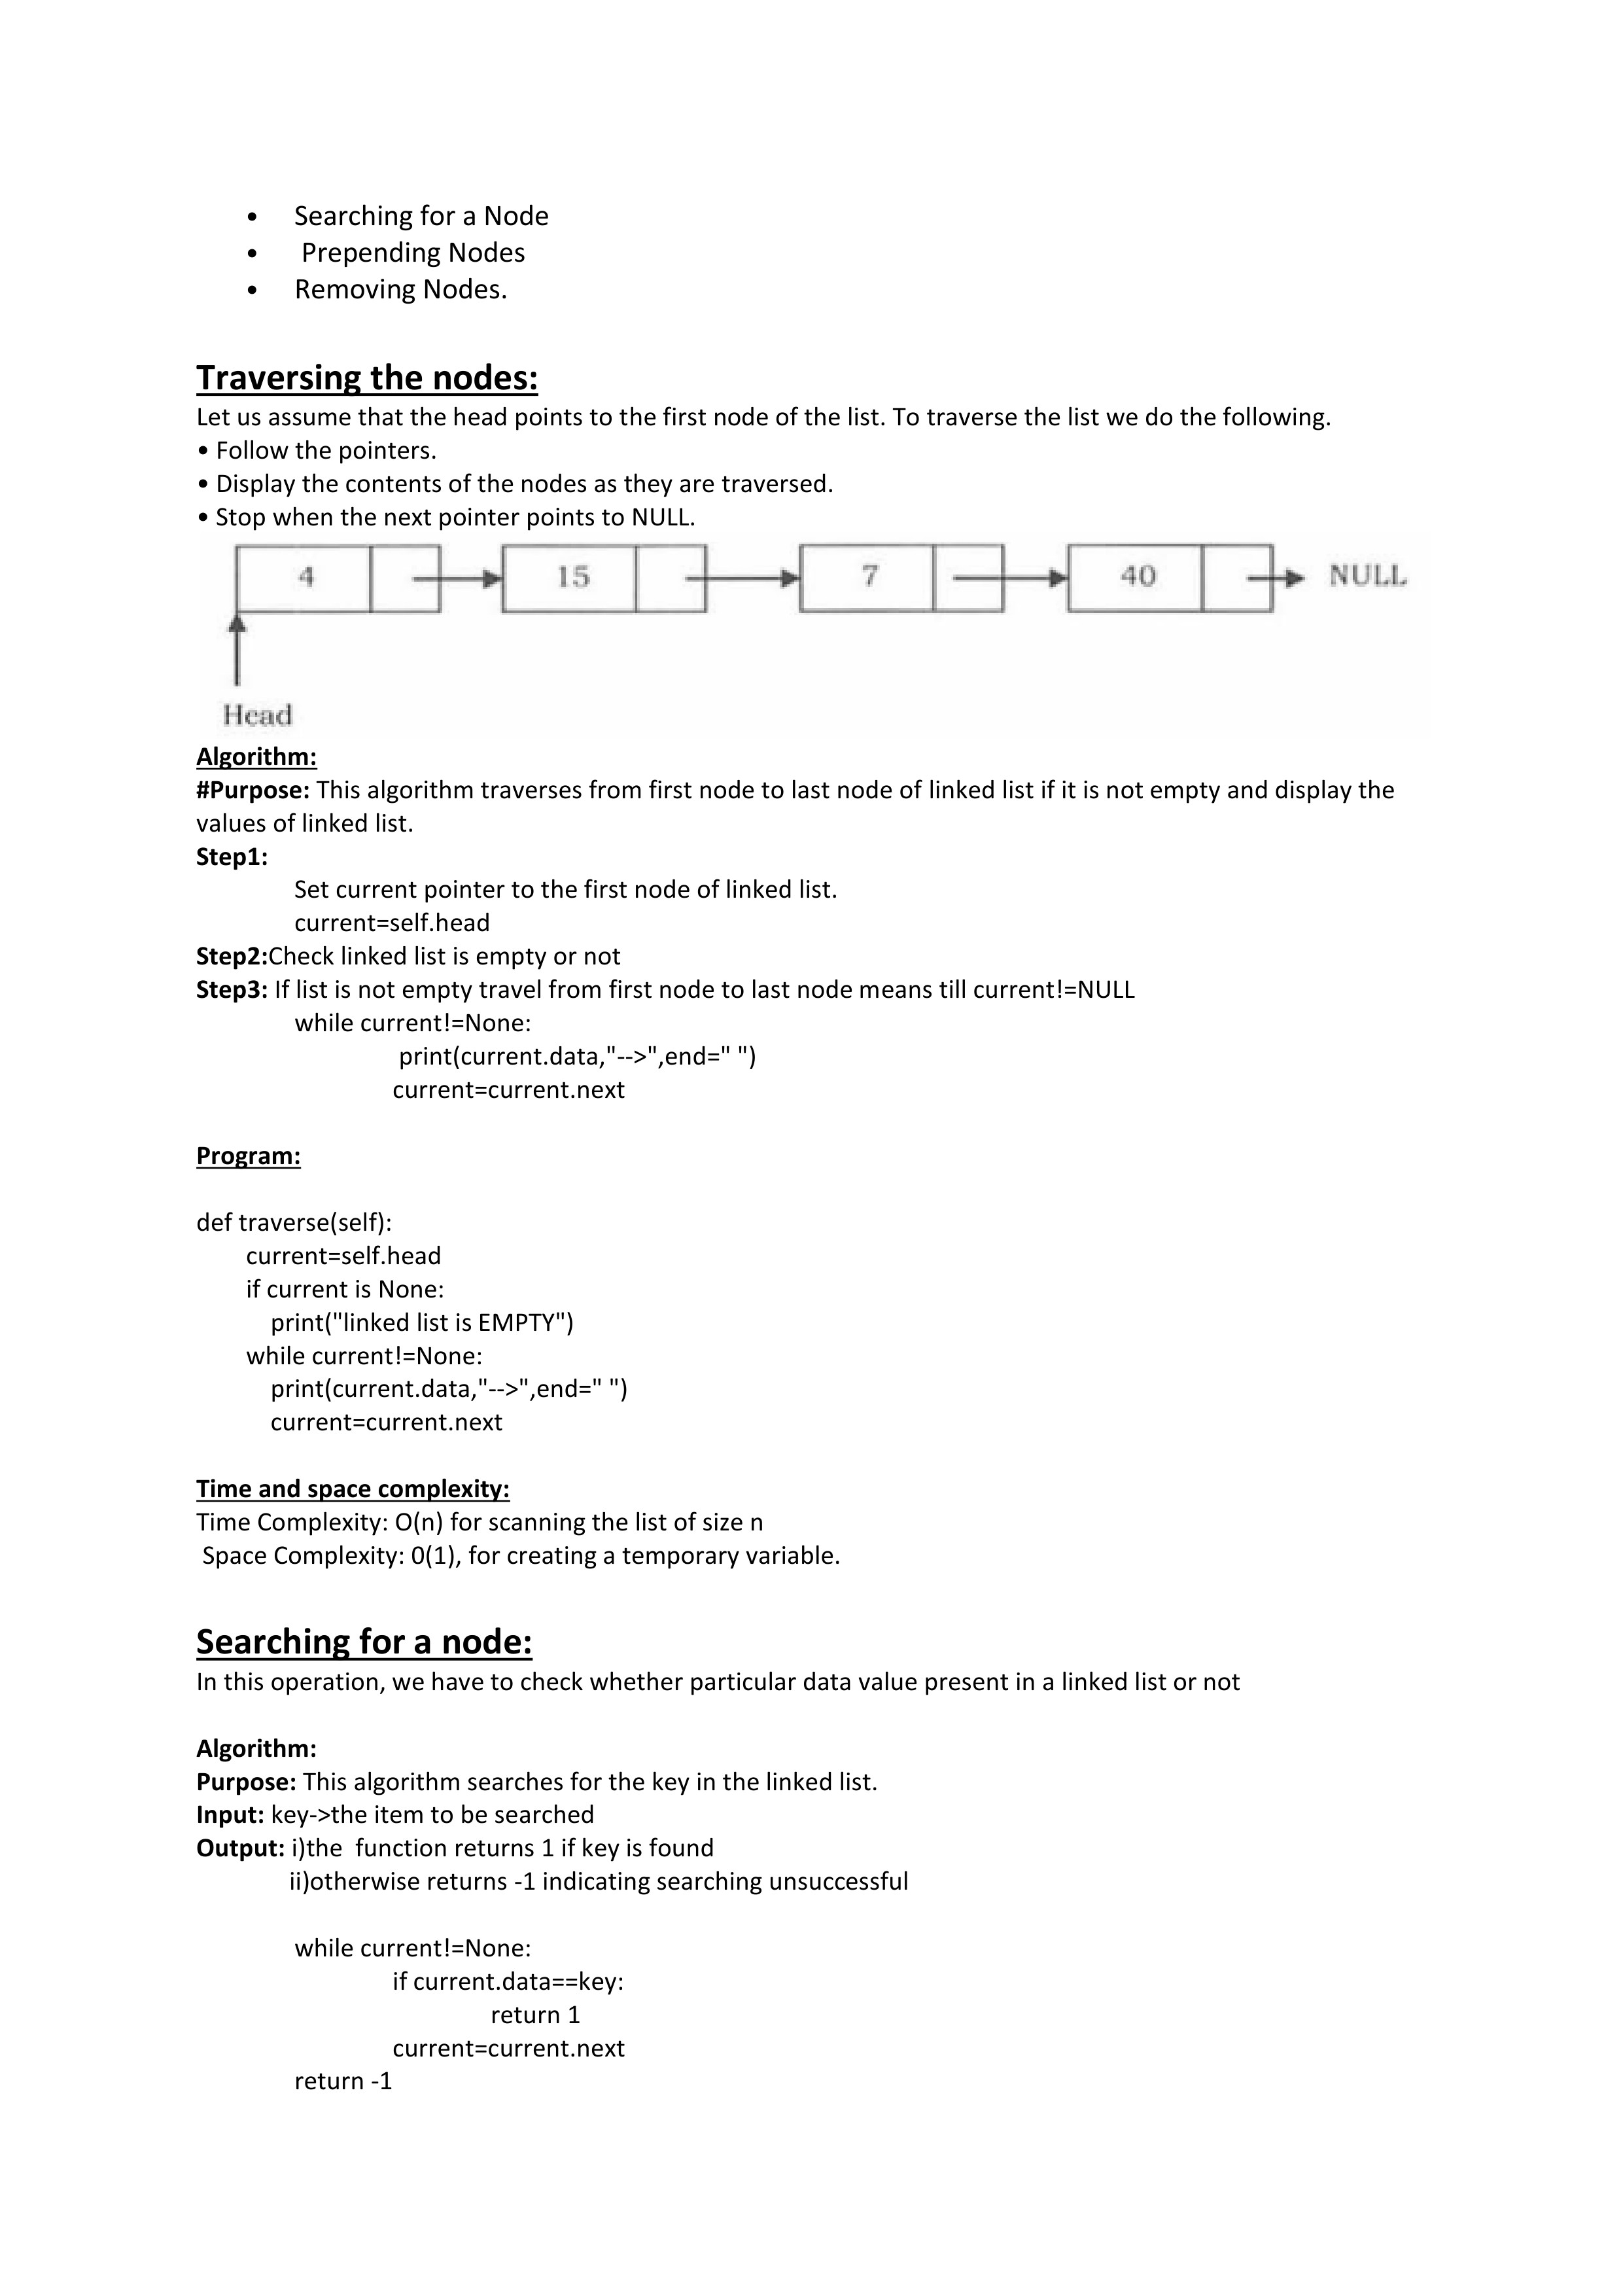 • Searching for a Node
• Prepending Nodes
• Removing Nodes.
Traversing the nodes:
Let us assume that the head points to the first node of the list. To traverse the list we do the following.
• Follow the pointers.
• Display the contents of the nodes as they are traversed.
• Stop when the next pointer points to NULL.
4 15 7 40 NULL
Head
Algorithm:
#Purpose: This algorithm traverses from first node to last node of linked list if it is not empty and display the
values of linked list.
Step1:
Set current pointer to the first node of linked list.
current=self.head
Step2:Check linked list is empty or not
Step3: If list is not empty travel from first node to last node means till current!=NULL
while current!=None:
print(current.data,"-->",end=" ")
current=current.next
Program:
def traverse(self):
current=self.head
if current is None:
print("linked list is EMPTY")
while current!=None:
print(current.data,"-->",end=" ")
current=current.next
Time and space complexity:
Time Complexity: O(n) for scanning the list of size n
Space Complexity: 0(1), for creating a temporary variable.
Searching for a node:
In this operation, we have to check whether particular data value present in a linked list or not
Algorithm:
Purpose: This algorithm searches for the key in the linked list.
Input: key->the item to be searched
Output: i)the  function returns 1 if key is found
ii)otherwise returns -1 indicating searching unsuccessful
while current!=None:
if current.data==key:
return 1
current=current.next
return -1